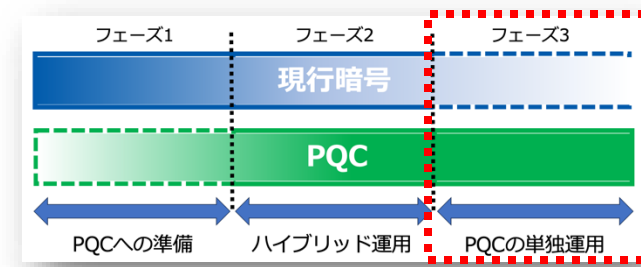 フェーズ1
フェーズ2
フェーズ3
現行暗号
PQC
PQCへの準備
ハイブリッド運用
PQCの単独運用